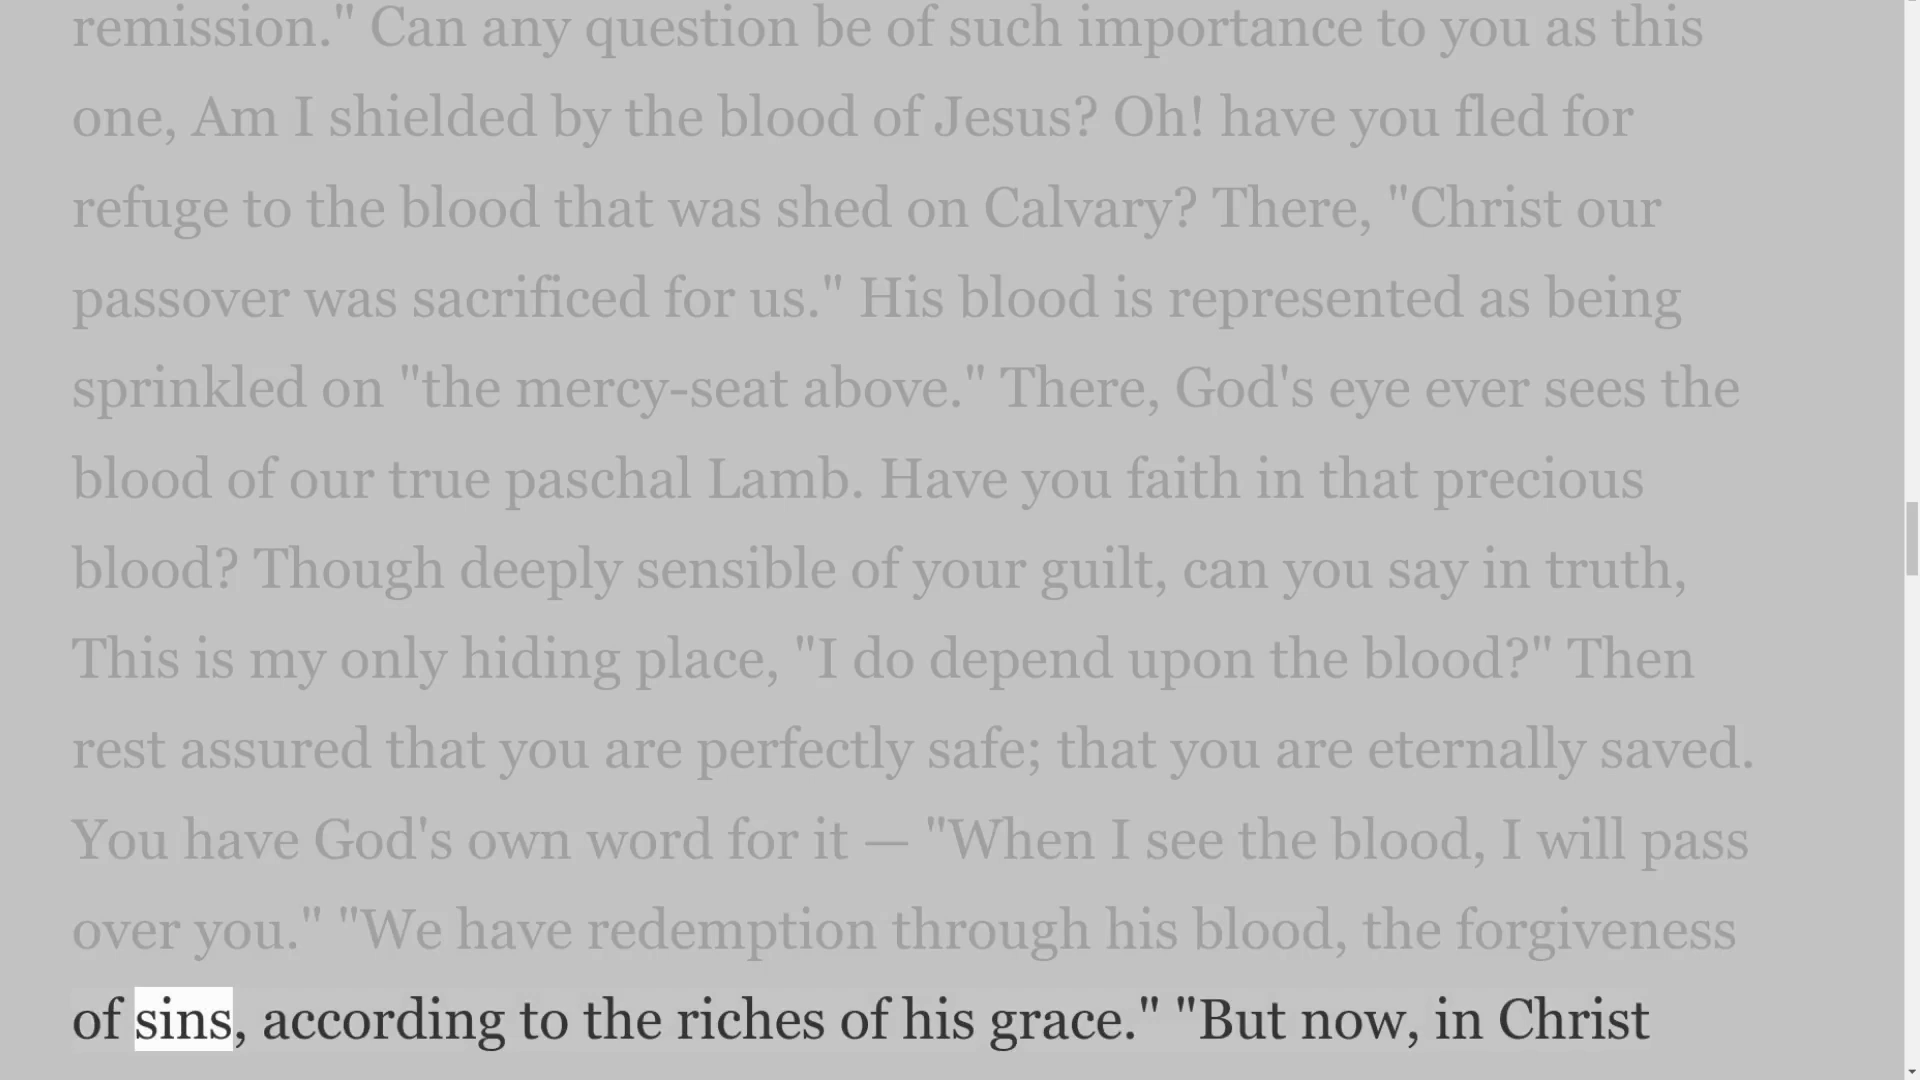 remission." Can any question be of such importance to you as this
one, Am I shielded by the blood of Jesus? Oh! have you fled for
refuge to the blood that was shed on Calvary? There, "Christ our
passover was sacrificed for us." His blood is represented as being
sprinkled on "the mercy-seat above." There, God's eye ever sees the
blood of our true paschal Lamb. Have you faith in that precious
blood? Though deeply sensible of your guilt, can you say in truth,
This is my only hiding place, "I do depend upon the blood?" Then
rest assured that you are perfectly safe; that you are eternally saved.
You have God's own word for it — "When I see the blood, I will pass
over you." "We have redemption through his blood, the forgiveness
of sins, according to the riches of his grace." "But now, in Christ